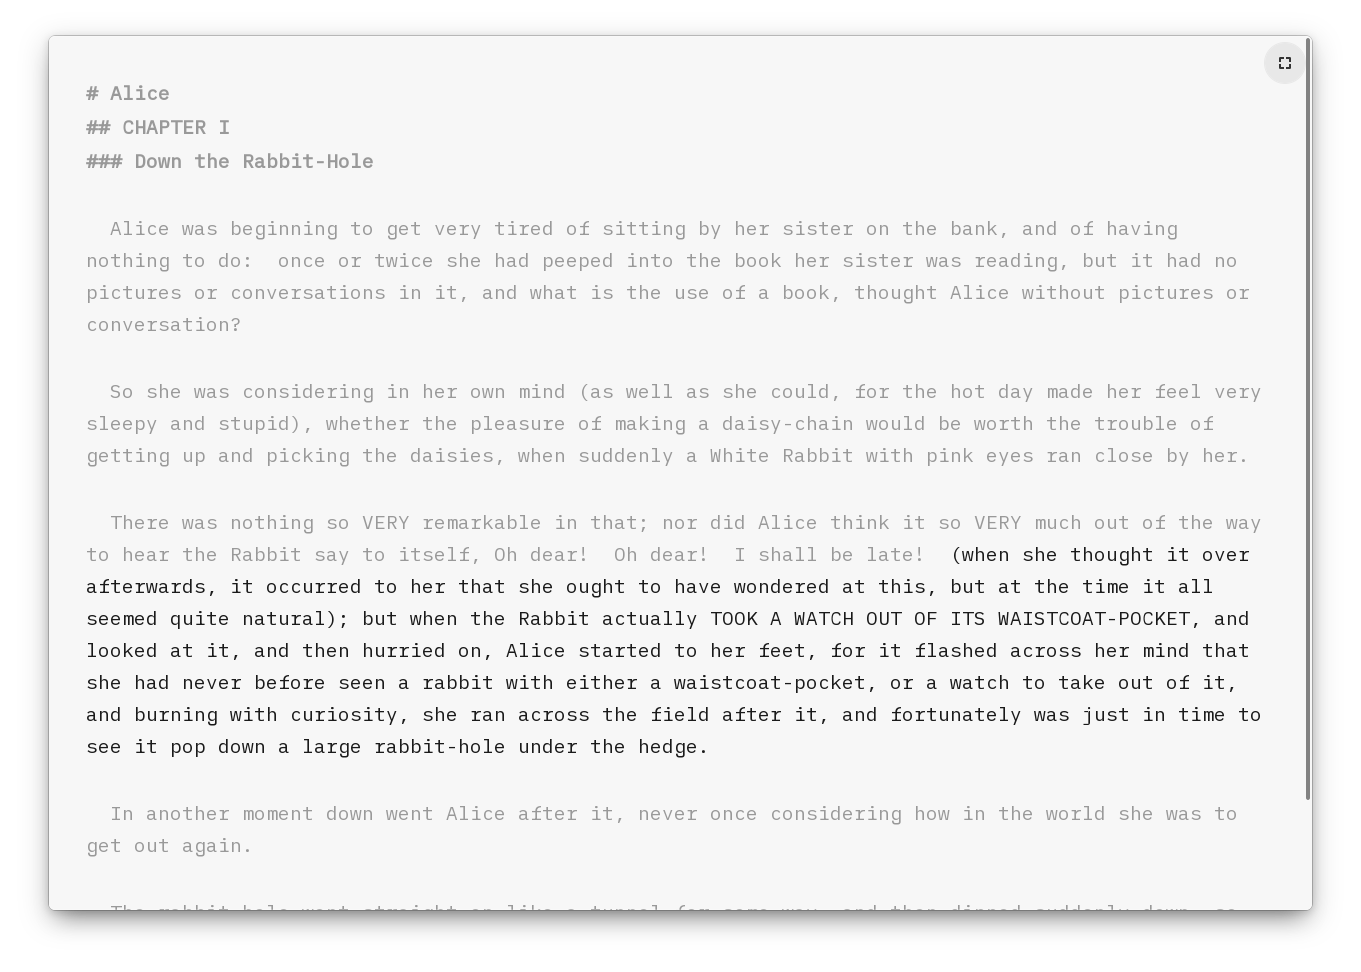 # Alice
## CHAPTER I
### Down the Rabbit-Hole
Alice was beginning to get very tired of sitting by her sister on the bank, and of having
nothing to do:  once or twice she had peeped into the book her sister was reading, but it had no
pictures or conversations in it, and what is the use of a book, thought Alice without pictures or
conversation?
So she was considering in her own mind (as well as she could, for the hot day made her feel very
sleepy and stupid), whether the pleasure of making a daisy-chain would be worth the trouble of
getting up and picking the daisies, when suddenly a White Rabbit with pink eyes ran close by her.
There was nothing so VERY remarkable in that; nor did Alice think it so VERY much out of the way
to hear the Rabbit say to itself, Oh dear!  Oh dear!  I shall be late!  (when she thought it over
afterwards, it occurred to her that she ought to have wondered at this, but at the time it all
seemed quite natural); but when the Rabbit actually TOOK A WATCH OUT OF ITS WAISTCOAT-POCKET, and
looked at it, and then hurried on, Alice started to her feet, for it flashed across her mind that
she had never before seen a rabbit with either a waistcoat-pocket, or a watch to take out of it,
and burning with curiosity, she ran across the field after it, and fortunately was just in time to
see it pop down a large rabbit-hole under the hedge.
In another moment down went Alice after it, never once considering how in the world she was to
get out again.